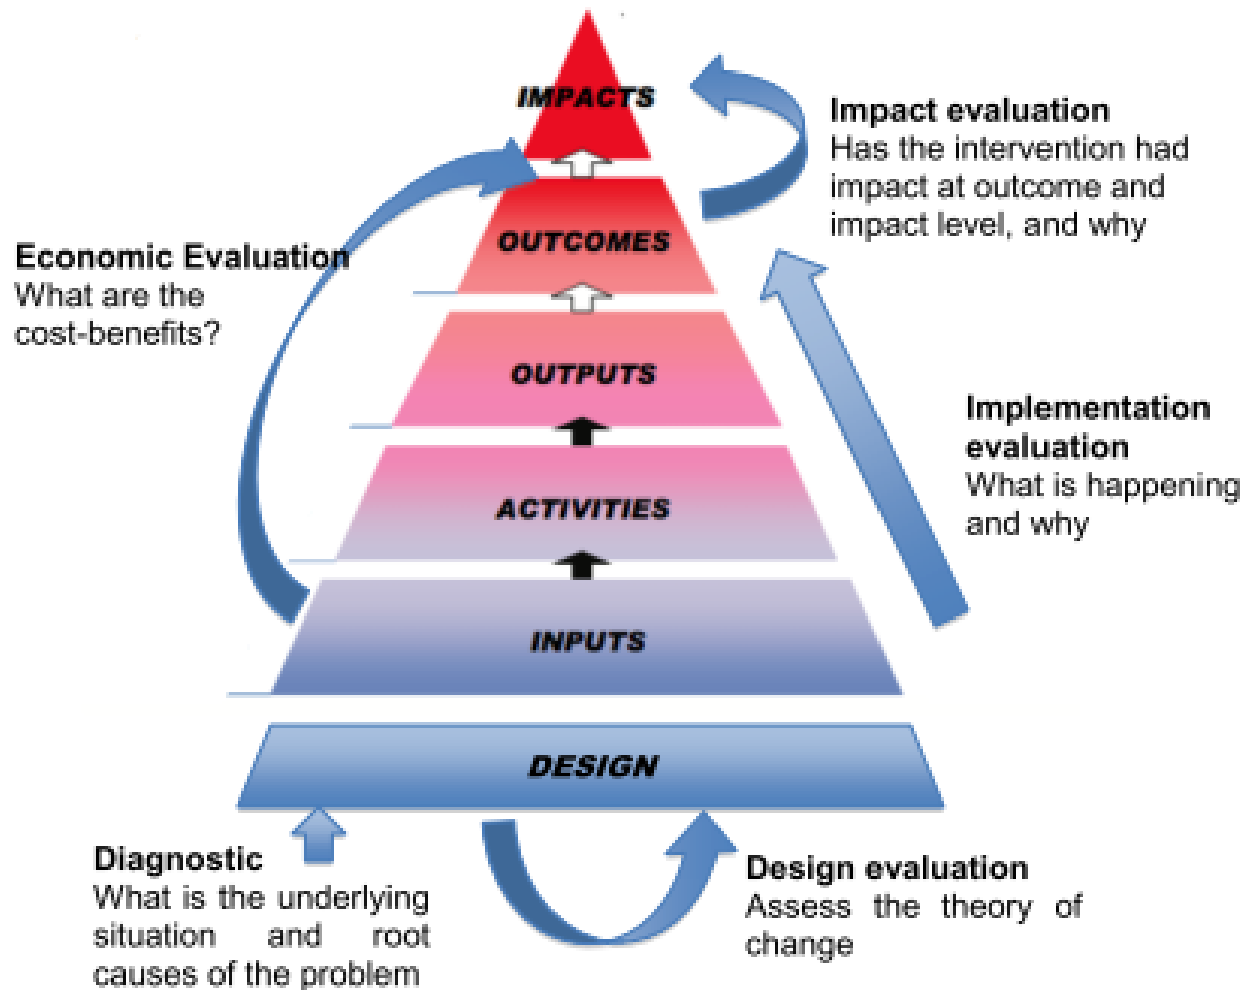 IMPACTS
Impact evaluation
Has the intervention had
impact at outcome and
impact level, and why
OUTCOMES
Economic Evaluation
What are the
cost-benefits?
OUTPUTS
Implementation
evaluation
What is happening
and why
ACTIVITIES
INPUTS
DESIGN
Diagnostic
What is the underlying
situation and root
causes of the problem
Design evaluation
Assess the theory of
change